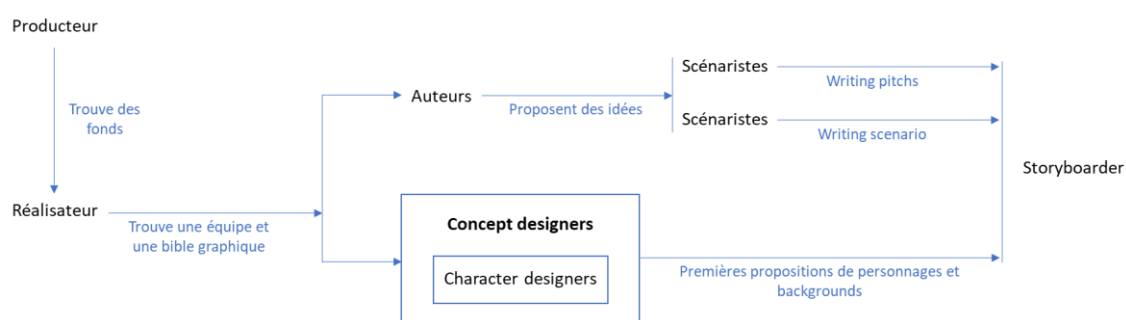 Producteur
Trouve des
fonds
Réalisateur
Trouve une équipe et
une bible graphique
Auteurs
Proposent des idées
Scénaristes
Writing pitchs
Scénaristes
Writing scenario
Concept designers
Character designers
Premières propositions de personnages et
backgrounds
Storyboarder